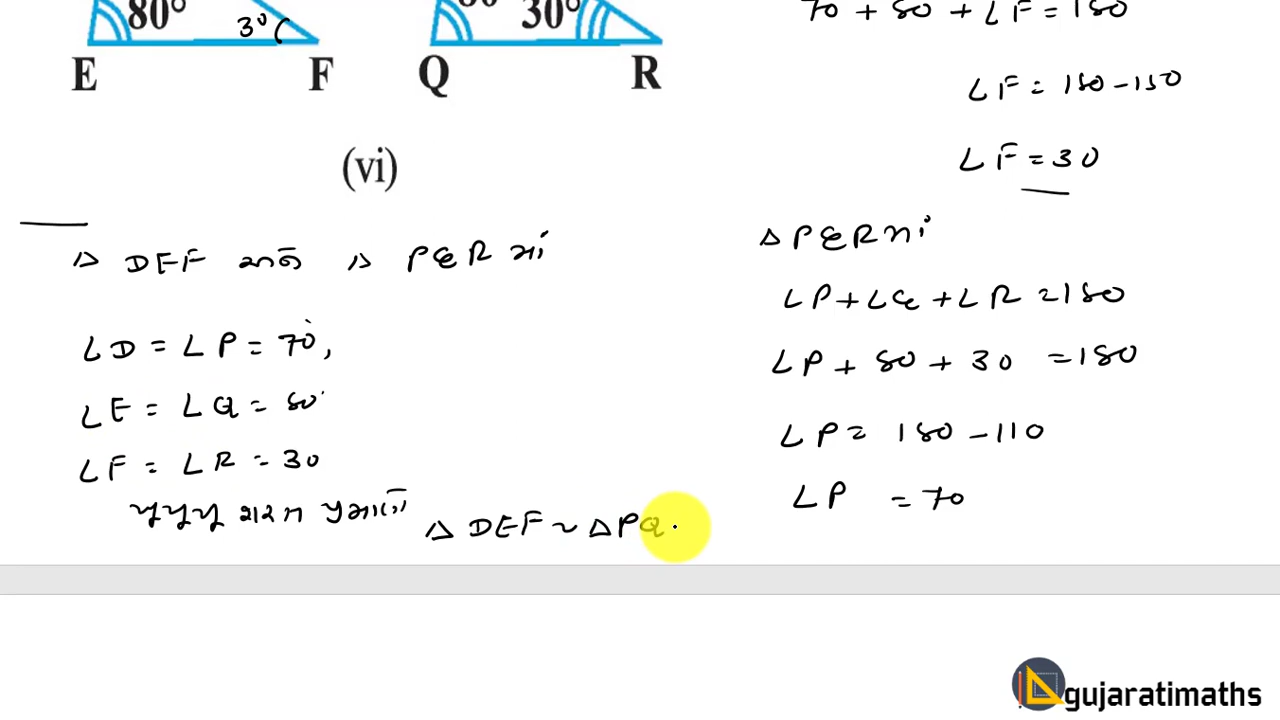 80° 3° 30°
70 + 80 + ∠F = 180
E F Q R
∠F = 180 - 150
(vi)
∠F = 30
△ DEF અને △ PQR માં
∠D = ∠P = 70°,
∠E = ∠Q = 80°
∠F = ∠R = 30
ખૂખૂખૂ શરત મુજબ
△ DEF ~ △ PQ
△ PQR માં
∠P + ∠Q + ∠R = 180
∠P + 80 + 30 = 180
∠P = 180 - 110
∠P = 70
gujaratimaths